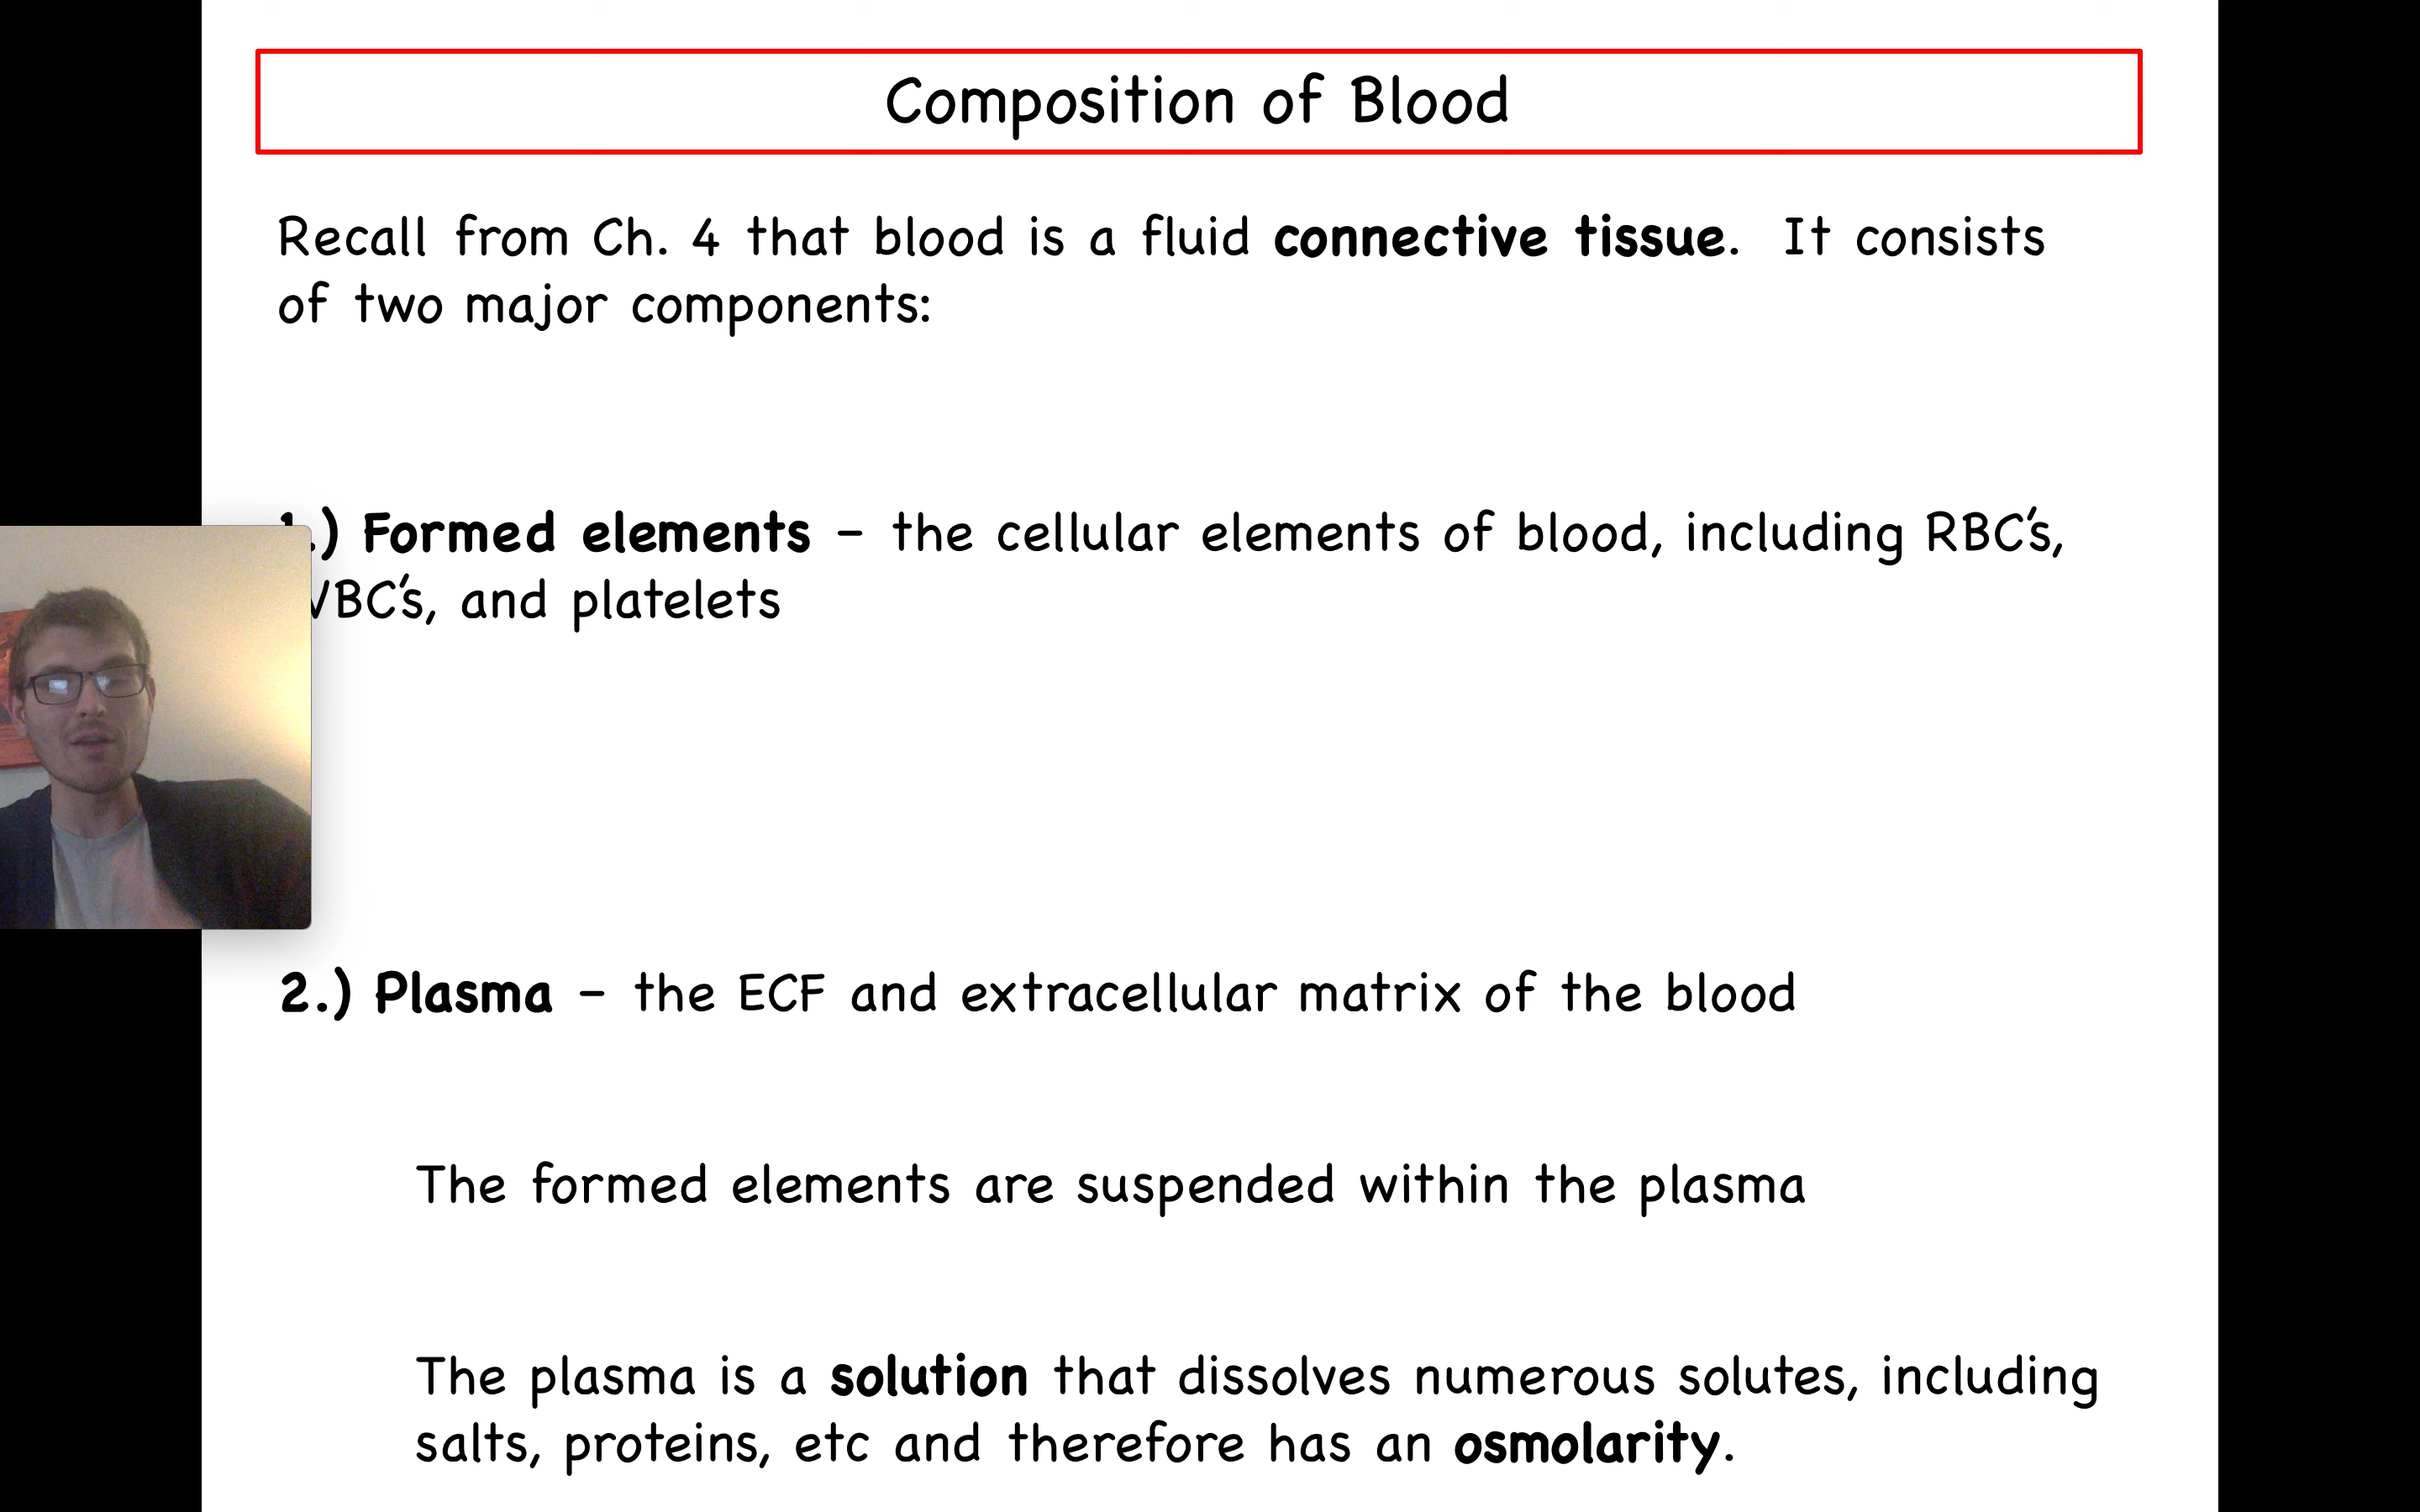 Composition of Blood
Recall from Ch. 4 that blood is a fluid connective tissue. It consists
of two major components:
.) Formed elements – the cellular elements of blood, including RBC's,
BC's, and platelets
2.) Plasma – the ECF and extracellular matrix of the blood
The formed elements are suspended within the plasma
The plasma is a solution that dissolves numerous solutes, including
salts, proteins, etc and therefore has an osmolarity.